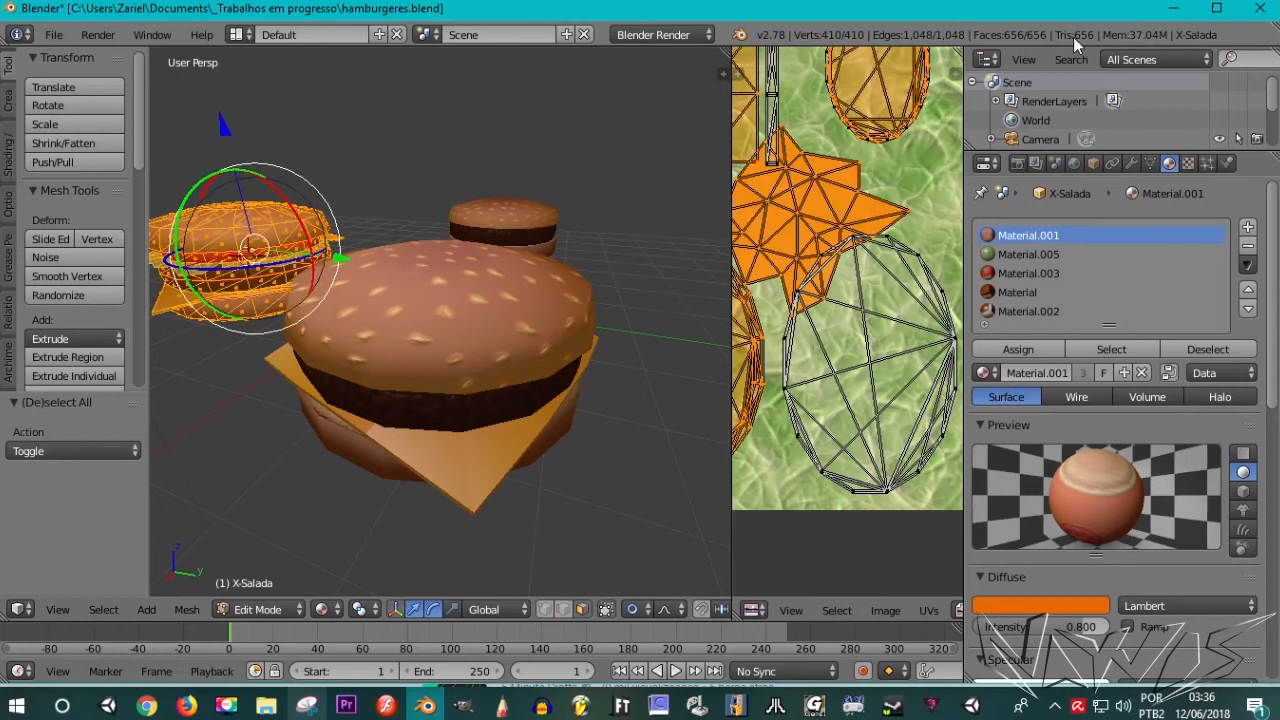 Blender* [C:\Users\Zariel\Documents\_Trabalhos em progresso\hamburgeres.blend]
File Render Window Help Default Scene Blender Render v2.78 | Verts:410/410 | Edges:1,048/1,048 | Faces:656/656 | Tris:656 | Mem:37.04M | X-Salada
View Search All Scenes
Scene
RenderLayers
World
Camera
X-Salada Material.001
Material.001
Material.005
Material.003
Material
Material.002
Assign Select Deselect
Material.001 3 F Data
Surface Wire Volume Halo
Preview
Diffuse
Lambert
Intensity: 0.800 Ramp
Specular
Tool
Crea
Shading /
Optio
Grease Pe
Relatio
Archime
Transform
Translate
Rotate
Scale
Shrink/Fatten
Push/Pull
Mesh Tools
Deform:
Slide Ed Vertex
Noise
Smooth Vertex
Randomize
Add:
Extrude
Extrude Region
Extrude Individual
(De)select All
Action
Toggle
User Persp
z
y
(1) X-Salada
View Select Add Mesh Edit Mode Global
View Select Image UVs
-80 -60 -40 -20 0 20 40 60 80 100 120 140 160 180 200 220 240 260 280 300 320
View Marker Frame Playback Start: 1 End: 250 1 No Sync
POR
PTB2
03:36
12/06/2018